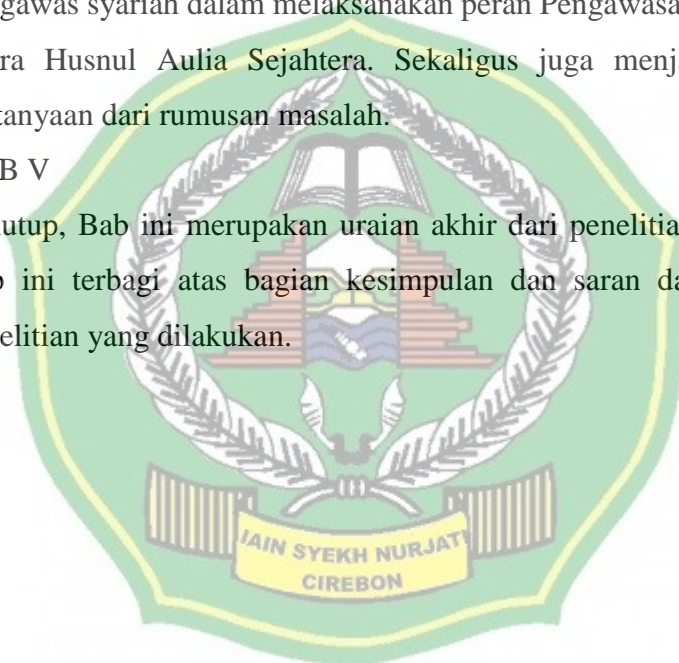 gawas syariah dalam melaksanakan peran Pengawasa
ra Husnul Aulia Sejahtera. Sekaligus juga menj
tanyaan dari rumusan masalah.
B V
utup, Bab ini merupakan uraian akhir dari penelitia
ini terbagi atas bagian kesimpulan dan saran da
elitian yang dilakukan.
IAIN SYEKH NURJATI
CIREBON